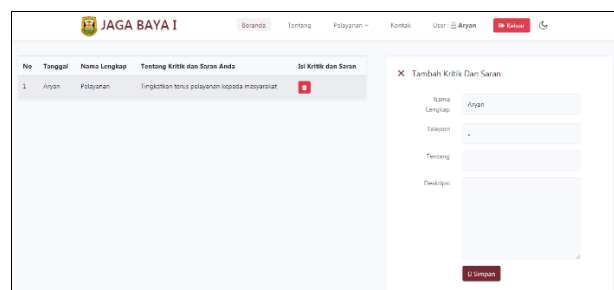 JAGA BAYA I
Beranda Tentang Pelayanan Kontak User: Aryan Keluar
No Tanggal Nama Lengkap Tentang Kritik dan Saran Anda Isi Kritik dan Saran
1 Aryan Pelayanan Tingkatkan terus pelayanan kepada masyarakat
Tambah Kritik Dan Saran
Nama Lengkap Aryan
Telepon
Tentang
Deskripsi
Simpan